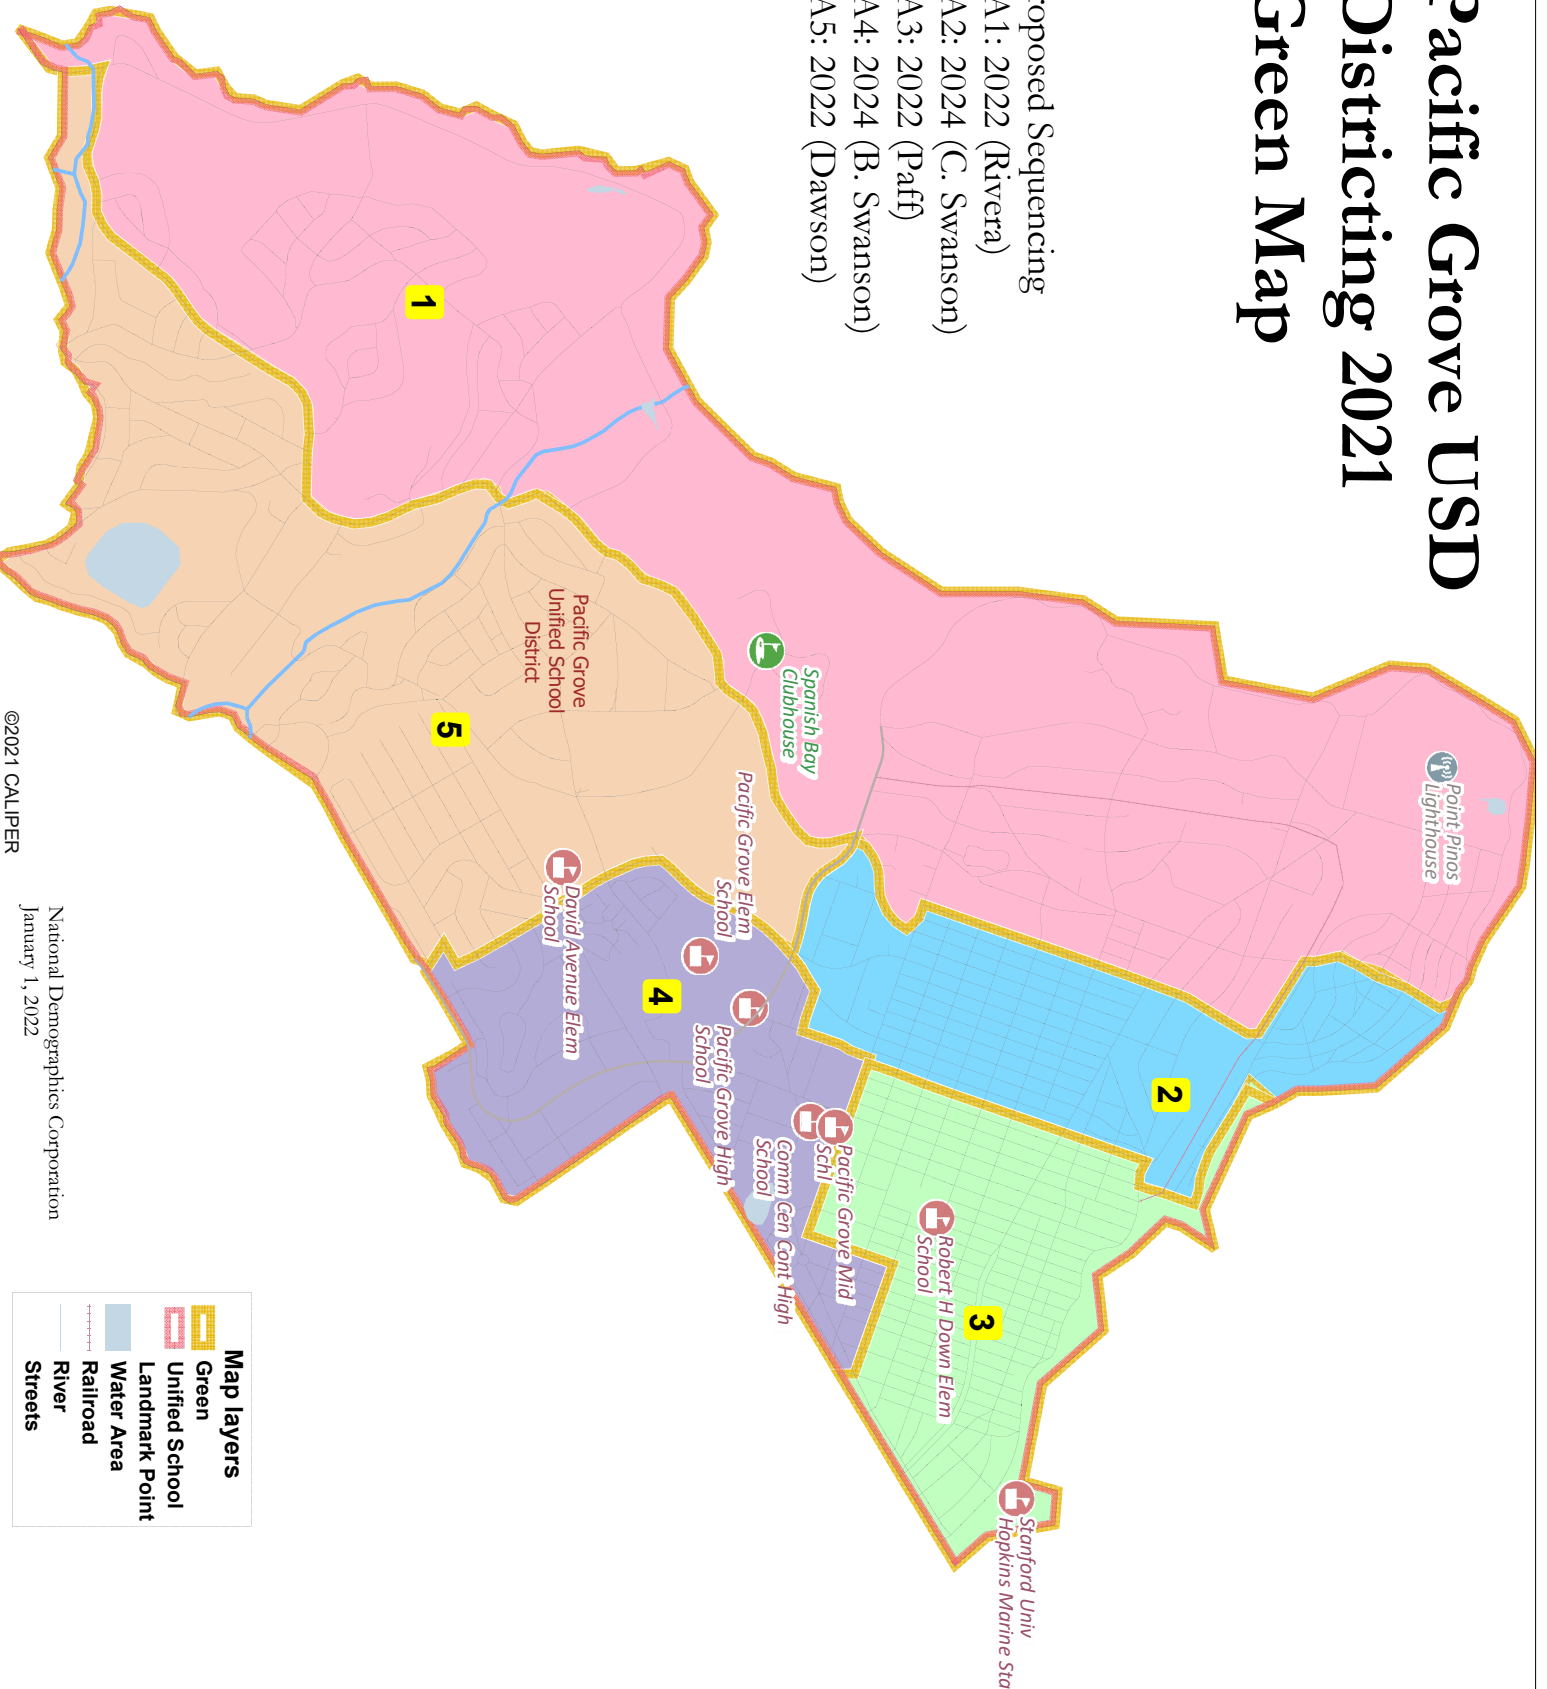 Pacific Grove USD
Districting 2021
Green Map
roposed Sequencing
A1: 2022 (Rivera)
A2: 2024 (C. Swanson)
A3: 2022 (Paff)
A4: 2024 (B. Swanson)
A5: 2022 (Dawson)
Point Pinos
Lighthouse
Spanish Bay
Clubhouse
1
2
3
4
5
Pacific Grove
Unified School
District
Pacific Grove Elem
School
David Avenue Elem
School
Pacific Grove High
School
Pacific Grove Mid
Schl
Comm Cen Cont High
School
Robert H Down Elem
School
Stanford Univ
Hopkins Marine Sta
Map layers
Green
Unified School
Landmark Point
Water Area
Railroad
River
Streets
National Demographics Corporation
January 1, 2022
©2021 CALIPER